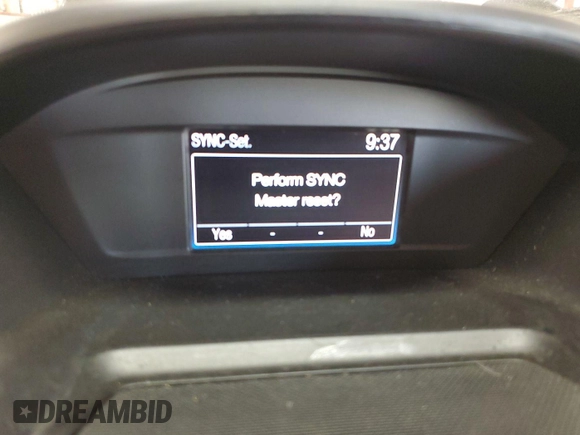 SYNC-Set. 9:37
Perform SYNC
Master reset?
Yes - - No
DREAMBID